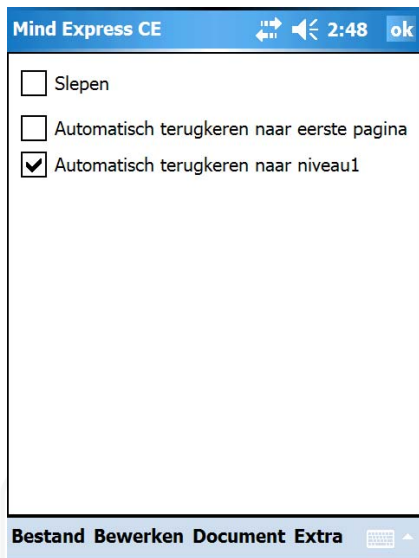 Mind Express CE 2:48 ok
Slepen
Automatisch terugkeren naar eerste pagina
Automatisch terugkeren naar niveau1
Bestand Bewerken Document Extra